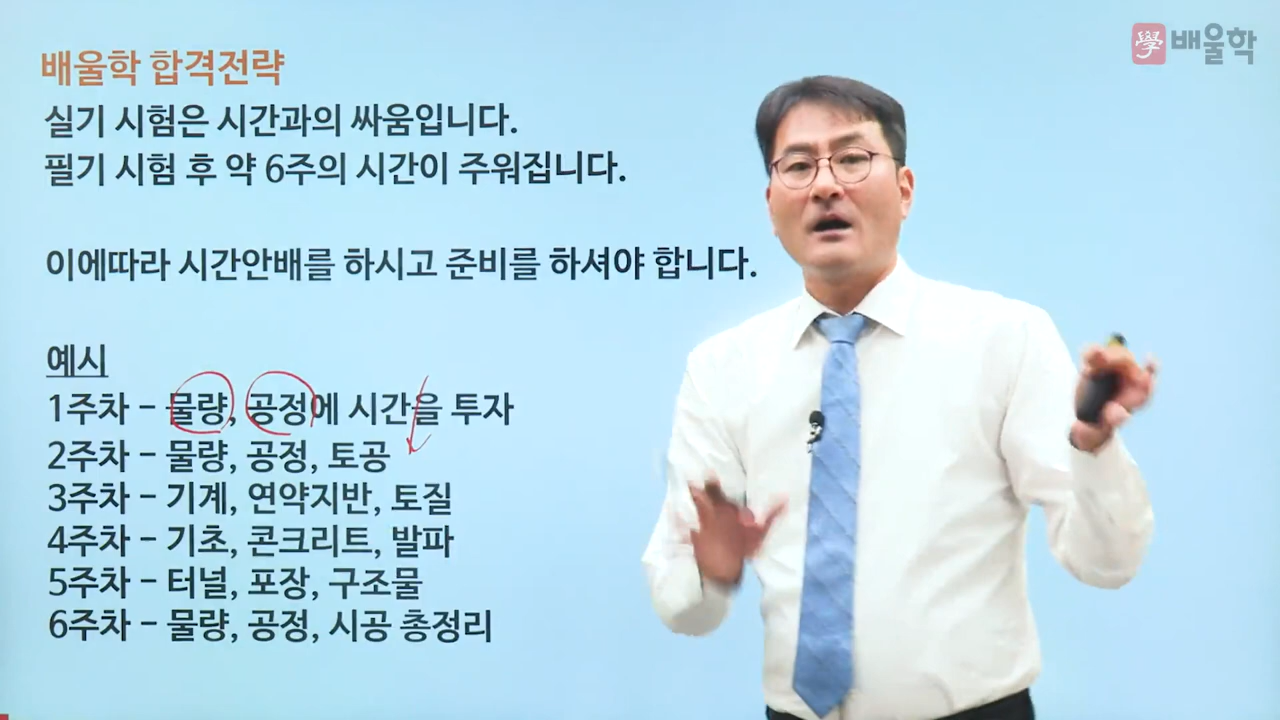 배울학 합격전략
學 배울학
실기 시험은 시간과의 싸움입니다.
필기 시험 후 약 6주의 시간이 주워집니다.
이에따라 시간안배를 하시고 준비를 하셔야 합니다.
예시
1주차 - 물량, 공정에 시간을 투자
2주차 - 물량, 공정, 토공
3주차 - 기계, 연약지반, 토질
4주차 - 기초, 콘크리트, 발파
5주차 - 터널, 포장, 구조물
6주차 - 물량, 공정, 시공 총정리